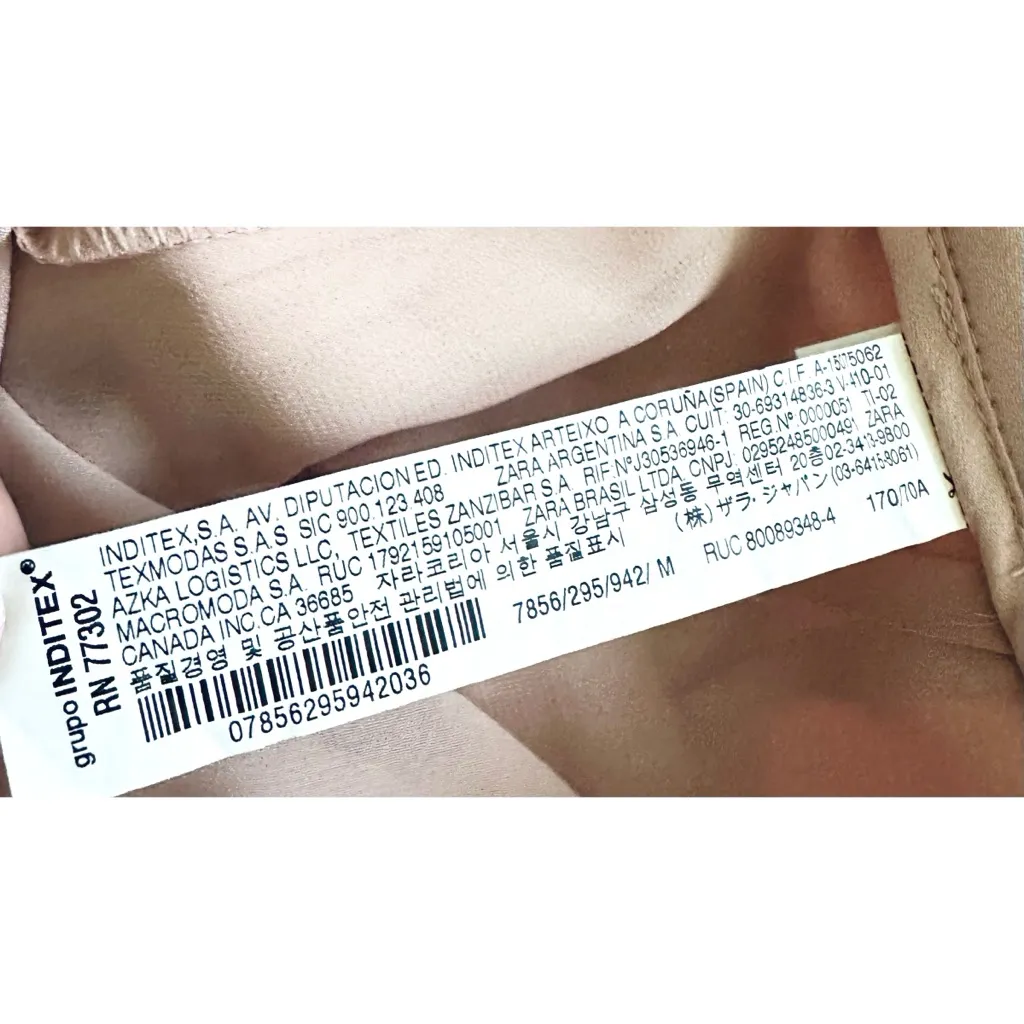 grupo INDITEX®
RN 77302
INDITEX,S.A. AV. DIPUTACION ED. INDITEX ARTEIXO A CORUÑA(SPAIN) C.I.F. A-15075062
TEXMODAS S.A.S SIC 900.123.408 ZARA ARGENTINA S.A. CUIT: 30-69314836-3 V-H10-01
AZKA LOGISTICS LLC, TEXTILES ZANZIBAR S.A. RIF:NºJ30536946-1 REG.Nº.0000051 TI-02
MACROMODA S.A. RUC 1792159105001 ZARA BRASIL LTDA. CNPJ: 02952485000491 ZARA
CANADA INC.CA 36685 자라코리아 서울시 강남구 삼성동 무역센터 20층02-3413-9800
품질경영 및 공산품안전 관리법에 의한 품질표시 (株) ザラ・ジャパン (03-6415-8061)
07856295942036
7856/295/942/ M RUC 80089348-4 170/70A